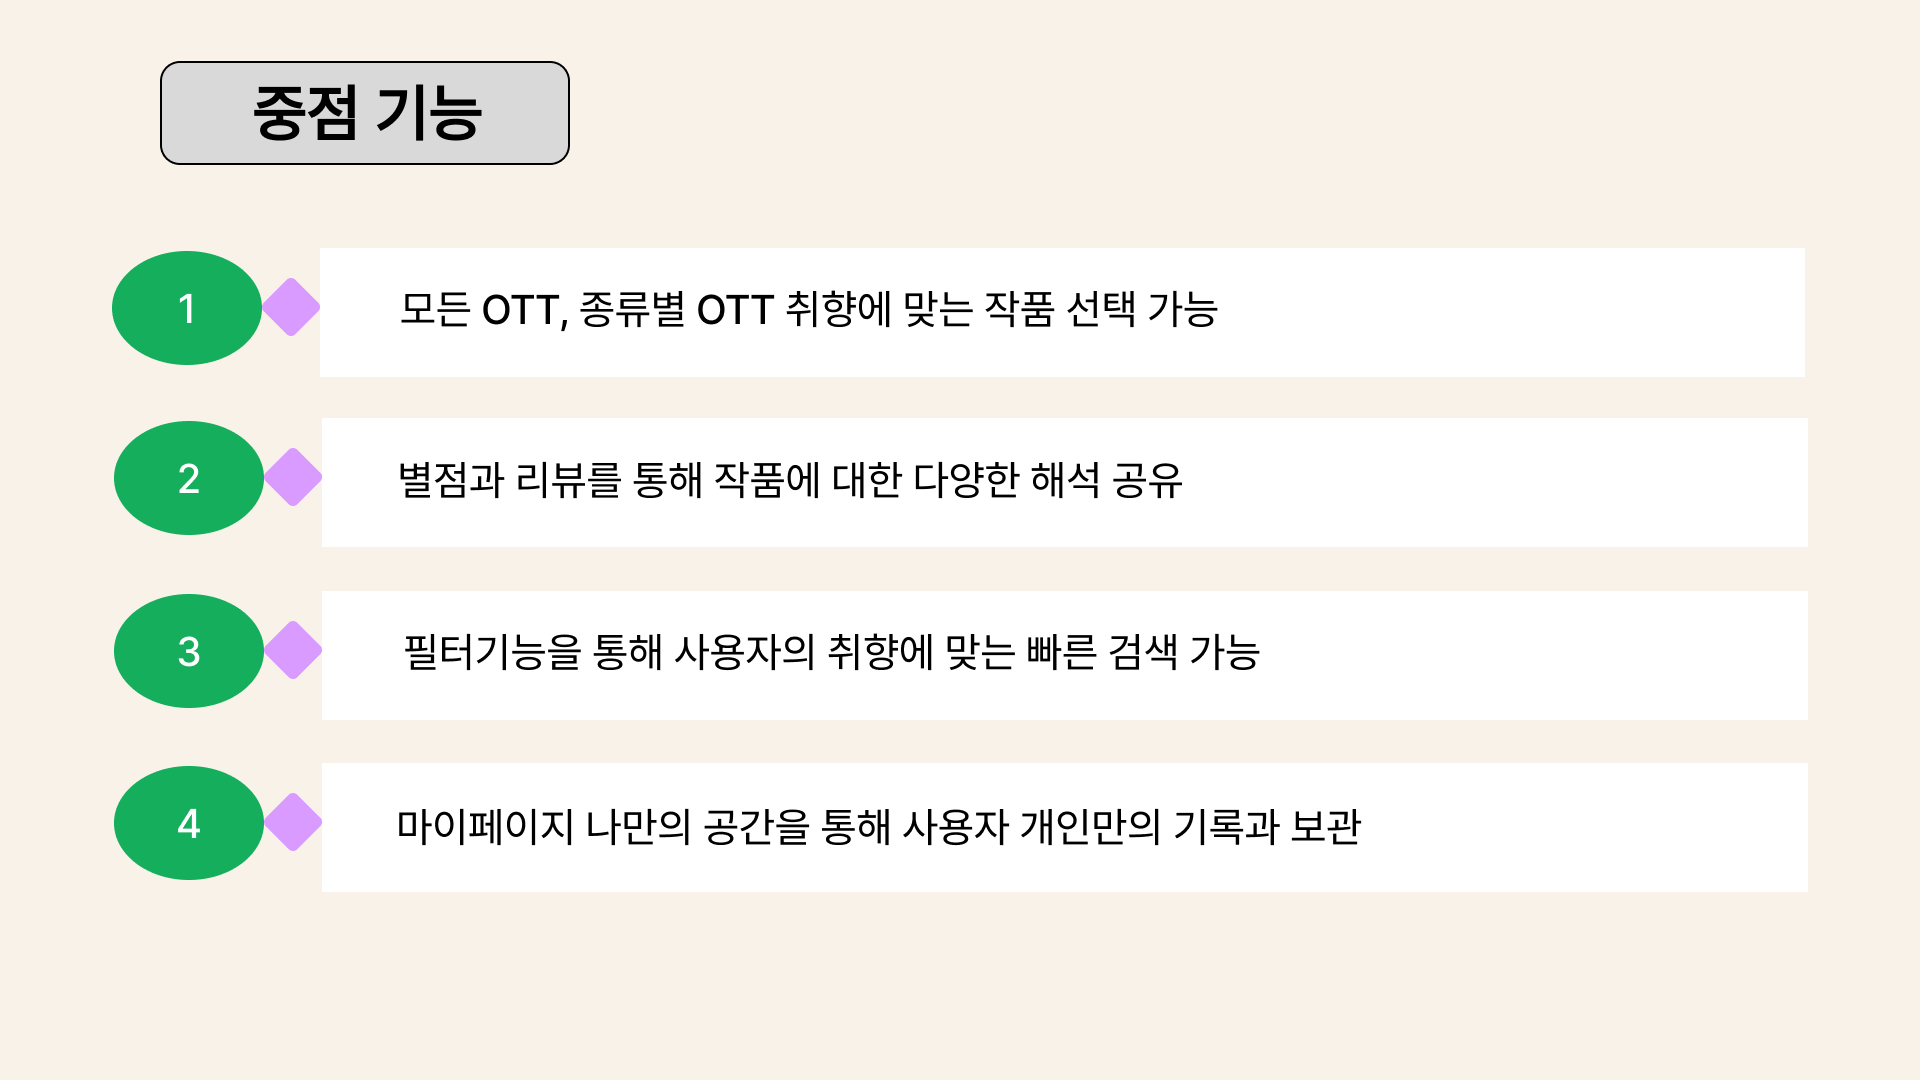 중점 기능
1
모든 OTT, 종류별 OTT 취향에 맞는 작품 선택 가능
2
별점과 리뷰를 통해 작품에 대한 다양한 해석 공유
3
필터기능을 통해 사용자의 취향에 맞는 빠른 검색 가능
4
마이페이지 나만의 공간을 통해 사용자 개인만의 기록과 보관